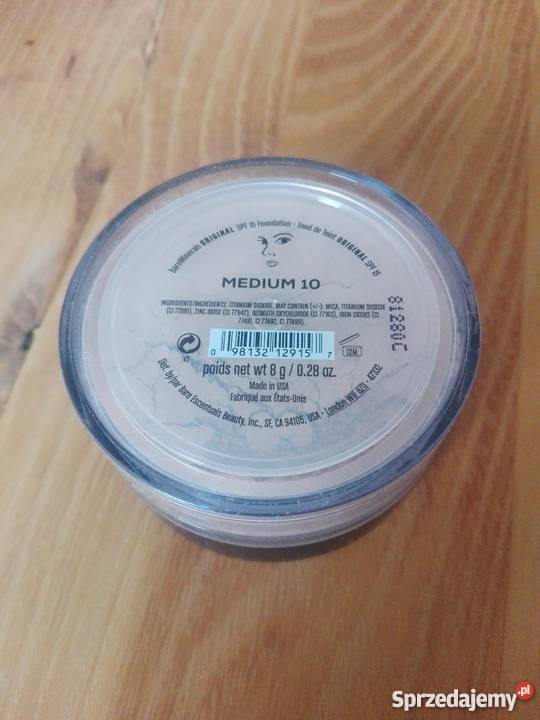 bareMinerals ORIGINAL SPF 15 Foundation · Fond de Teint ORIGINAL SPF 15
MEDIUM 10
INGREDIENTS/INGRÉDIENTS: TITANIUM DIOXIDE, MAY CONTAIN (+/-): MICA, TITANIUM DIOXIDE
(CI 77891), ZINC OXIDE (CI 77947), BISMUTH OXYCHLORIDE (CI 77163), IRON OXIDES (CI
77491, CI 77492, CI 77499).
0 98132 12915 7
12M
V3
poids net wt 8 g / 0.28 oz.
Made in USA
Fabriqué aux États-Unis
Dist. by/par Bare Escentuals Beauty, Inc., SF, CA 94105, USA · London W1F 9ZU · 47332
Sprzedajemy.pl